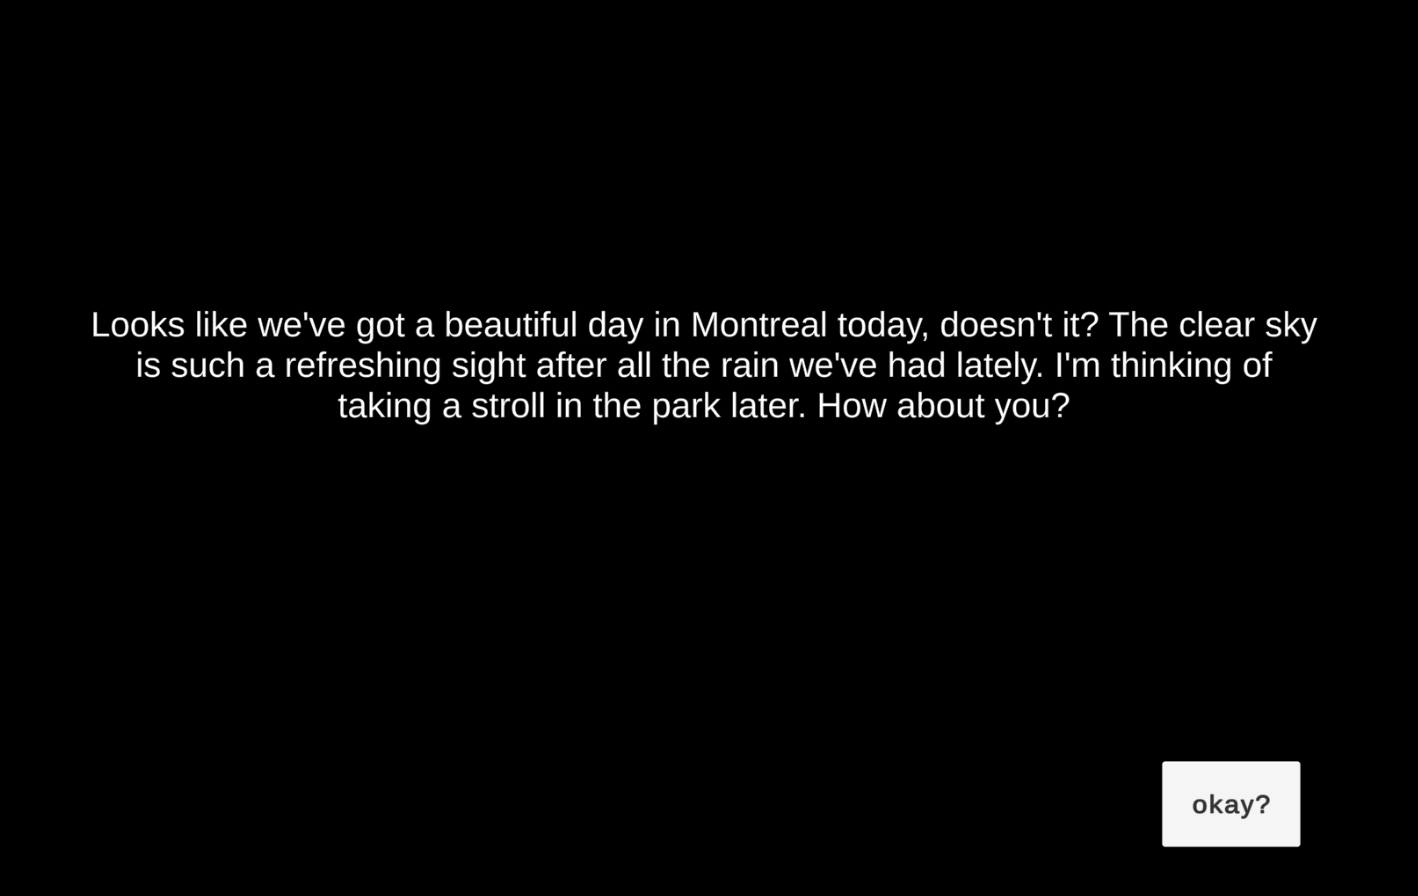 Looks like we've got a beautiful day in Montreal today, doesn't it? The clear sky
is such a refreshing sight after all the rain we've had lately. I'm thinking of
taking a stroll in the park later. How about you?
okay?